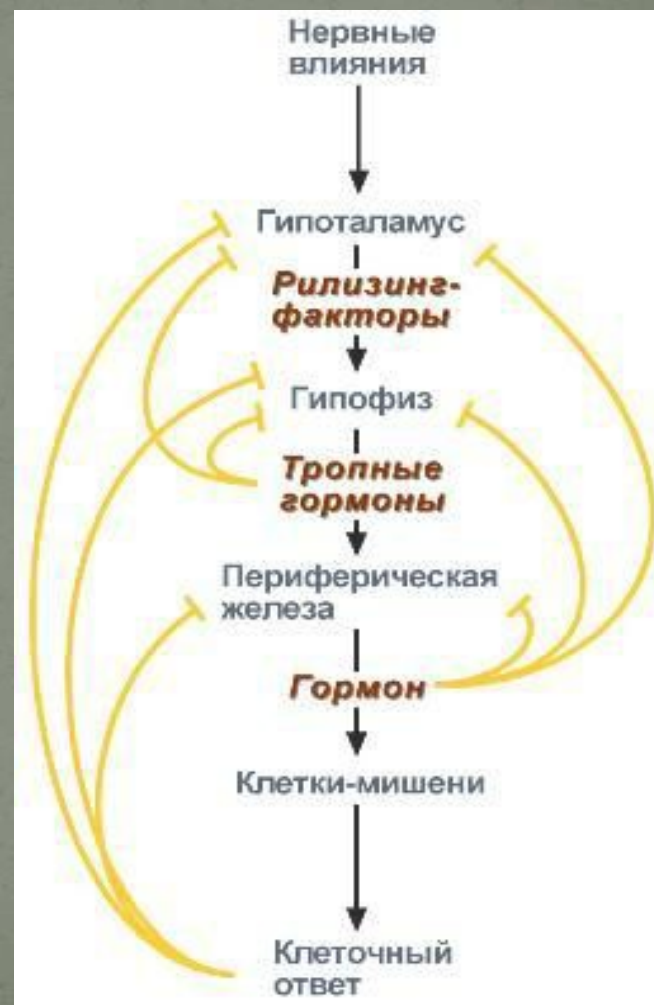 Нервные
влияния
Гипоталамус
Рилизинг-
факторы
Гипофиз
Тропные
гормоны
Периферическая
железа
Гормон
Клетки-мишени
Клеточный
ответ